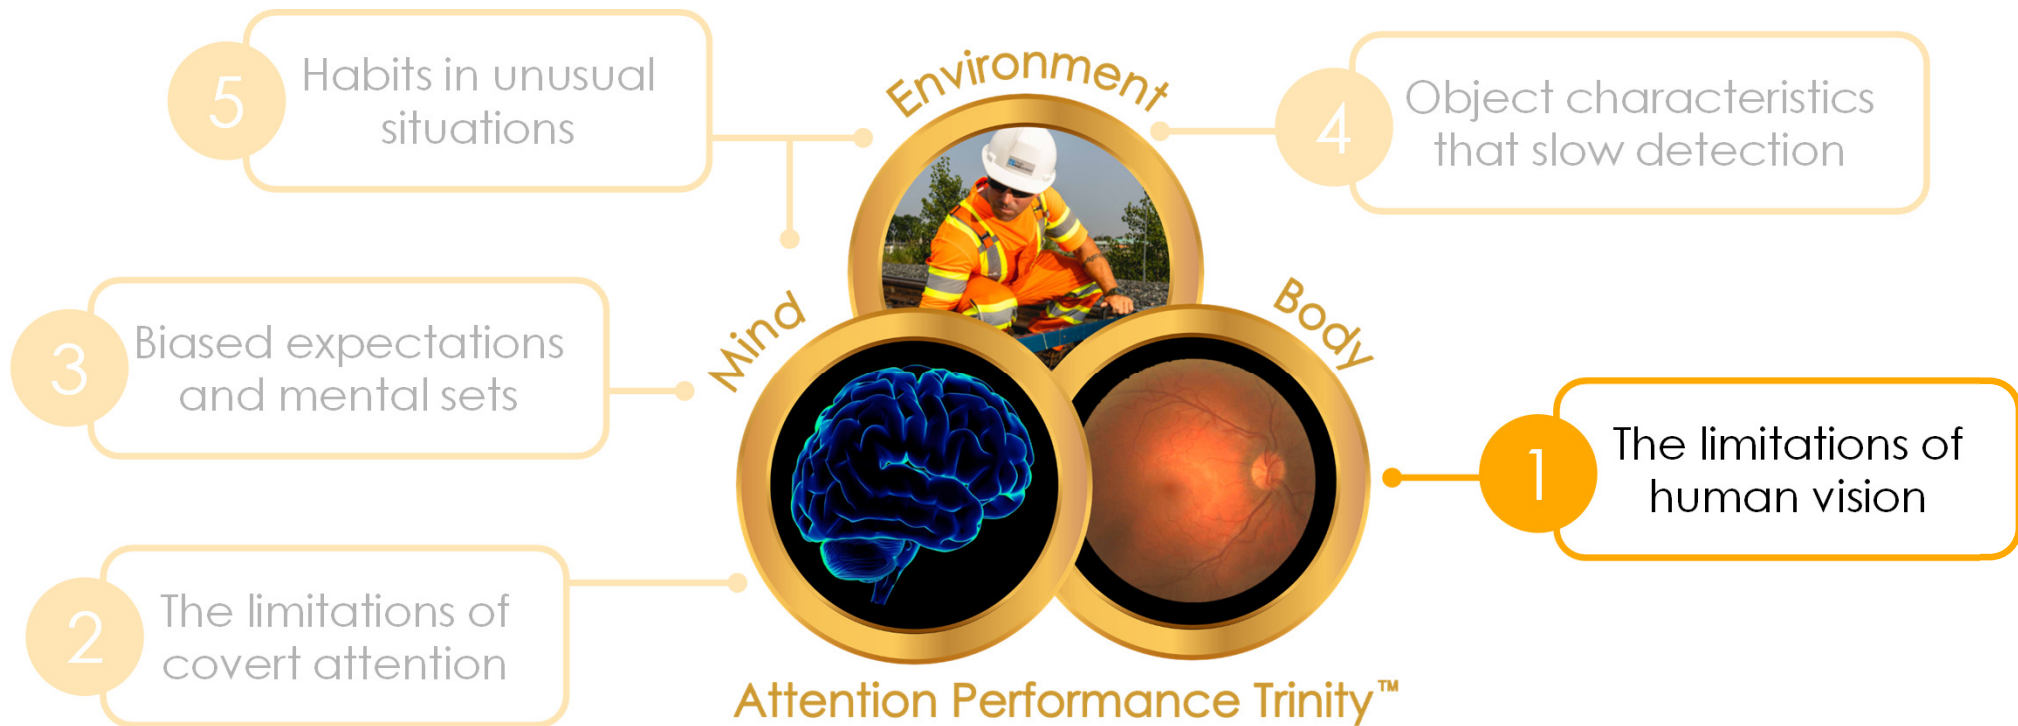 5
Habits in unusual
situations
Environment
4
Object characteristics
that slow detection
3
Biased expectations
and mental sets
Mind
Body
1
The limitations of
human vision
2
The limitations of
covert attention
Attention Performance Trinity™